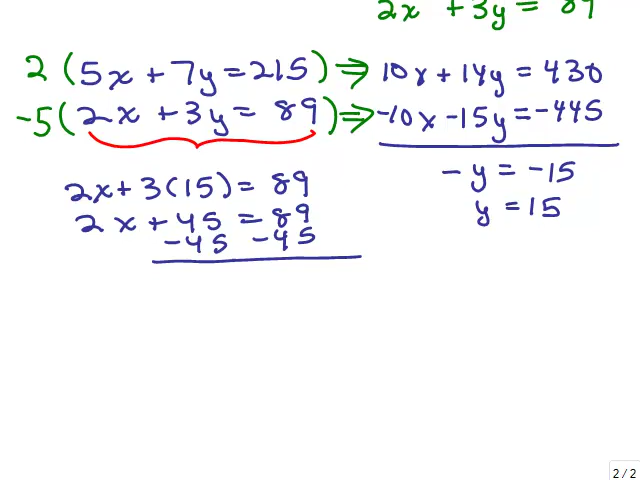 2x + 3y = 89
2 ( 5x + 7y = 215 ) ⇒ 10x + 14y = 430
-5 ( 2x + 3y = 89 ) ⇒ -10x - 15y = -445
- y = -15
y = 15
2x + 3(15) = 89
2x + 45 = 89
-45 -45
2 / 2